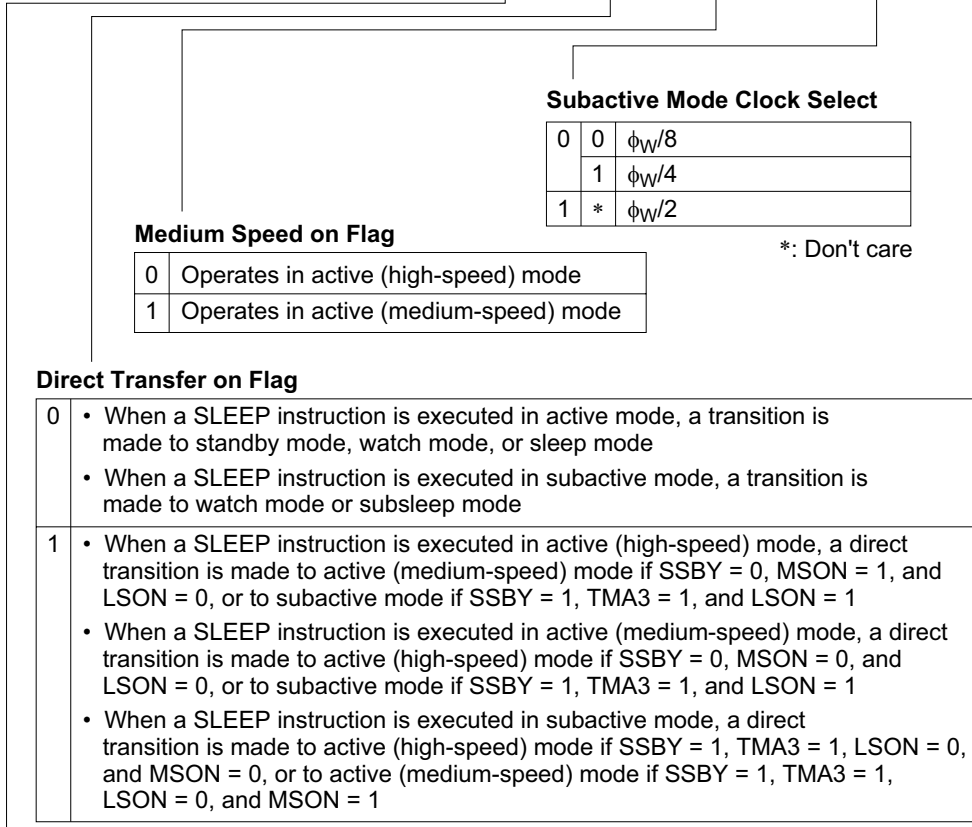 Subactive Mode Clock Select
0 0 ϕW/8
1 ϕW/4
1 * ϕW/2
*: Don't care
Medium Speed on Flag
0 Operates in active (high-speed) mode
1 Operates in active (medium-speed) mode
Direct Transfer on Flag
0 • When a SLEEP instruction is executed in active mode, a transition is
made to standby mode, watch mode, or sleep mode
• When a SLEEP instruction is executed in subactive mode, a transition is
made to watch mode or subsleep mode
1 • When a SLEEP instruction is executed in active (high-speed) mode, a direct
transition is made to active (medium-speed) mode if SSBY = 0, MSON = 1, and
LSON = 0, or to subactive mode if SSBY = 1, TMA3 = 1, and LSON = 1
• When a SLEEP instruction is executed in active (medium-speed) mode, a direct
transition is made to active (high-speed) mode if SSBY = 0, MSON = 0, and
LSON = 0, or to subactive mode if SSBY = 1, TMA3 = 1, and LSON = 1
• When a SLEEP instruction is executed in subactive mode, a direct
transition is made to active (high-speed) mode if SSBY = 1, TMA3 = 1, LSON = 0,
and MSON = 0, or to active (medium-speed) mode if SSBY = 1, TMA3 = 1,
LSON = 0, and MSON = 1